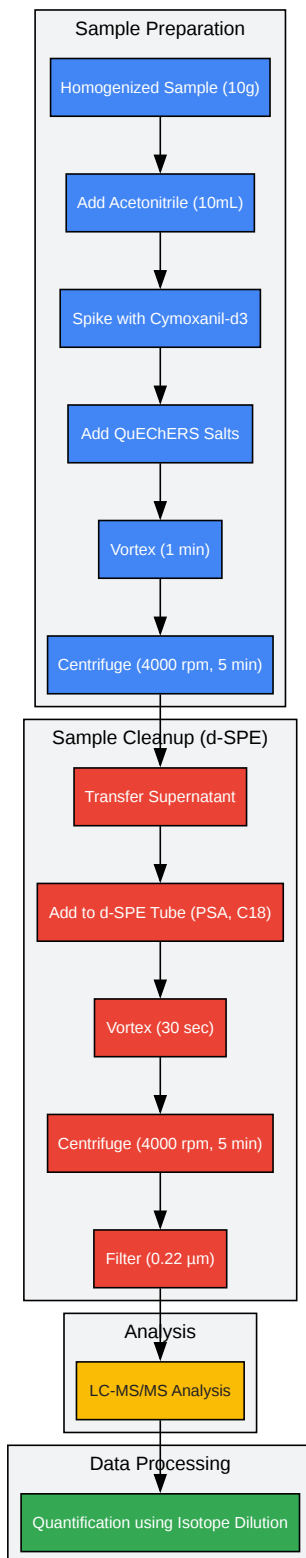 Sample Preparation
Homogenized Sample (10g)
Add Acetonitrile (10mL)
Spike with Cymoxanil-d3
Add QuEChERS Salts
Vortex (1 min)
Centrifuge (4000 rpm, 5 min)
Sample Cleanup (d-SPE)
Transfer Supernatant
Add to d-SPE Tube (PSA, C18)
Vortex (30 sec)
Centrifuge (4000 rpm, 5 min)
Filter (0.22 µm)
Analysis
LC-MS/MS Analysis
Data Processing
Quantification using Isotope Dilution